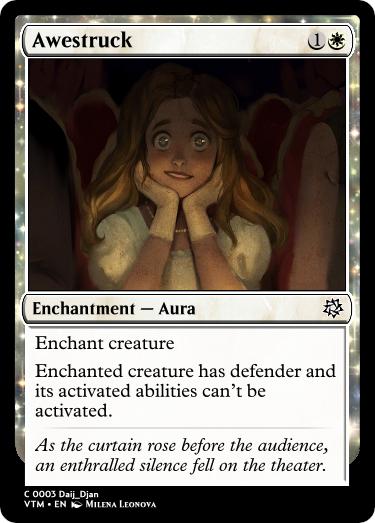 Awestruck 1
Enchantment — Aura
Enchant creature
Enchanted creature has defender and
its activated abilities can't be
activated.
As the curtain rose before the audience,
an enthralled silence fell on the theater.
C 0003 Daij_Djan
VTM • EN Milena Leonova